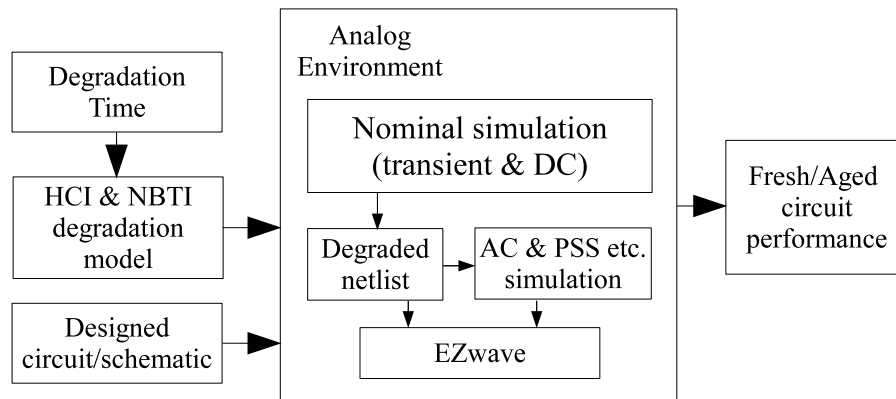 Degradation
Time
HCI & NBTI
degradation
model
Designed
circuit/schematic
Analog
Environment
Nominal simulation
(transient & DC)
Degraded
netlist
AC & PSS etc.
simulation
EZwave
Fresh/Aged
circuit
performance